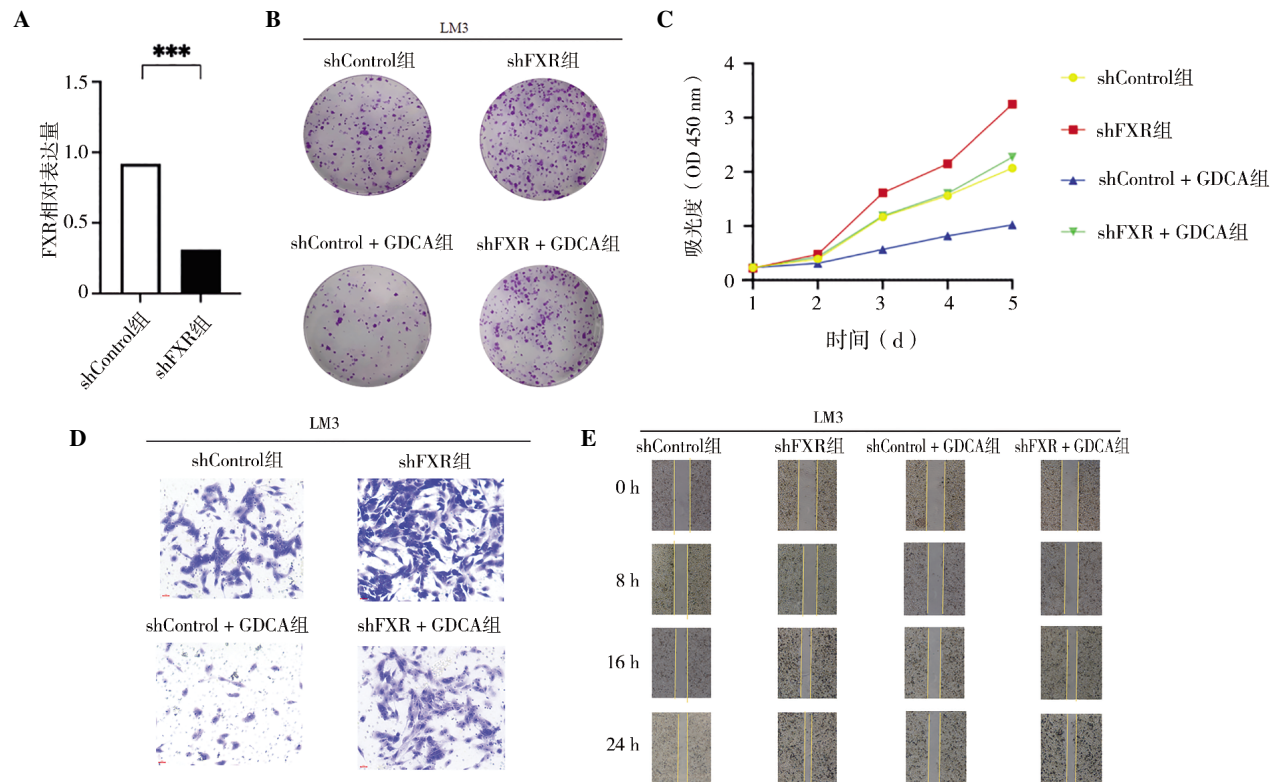 A
***
1.5
1.0
0.5
0
FXR相对表达量
shControl组
shFXR组
B
LM3
shControl组 shFXR组
shControl + GDCA组 shFXR + GDCA组
C
4
3
2
1
0
吸光度（OD 450 nm）
1 2 3 4 5
时间（d）
shControl组
shFXR组
shControl + GDCA组
shFXR + GDCA组
D
LM3
shControl组 shFXR组
shControl + GDCA组 shFXR + GDCA组
E
LM3
shControl组 shFXR组 shControl + GDCA组 shFXR + GDCA组
0 h
8 h
16 h
24 h